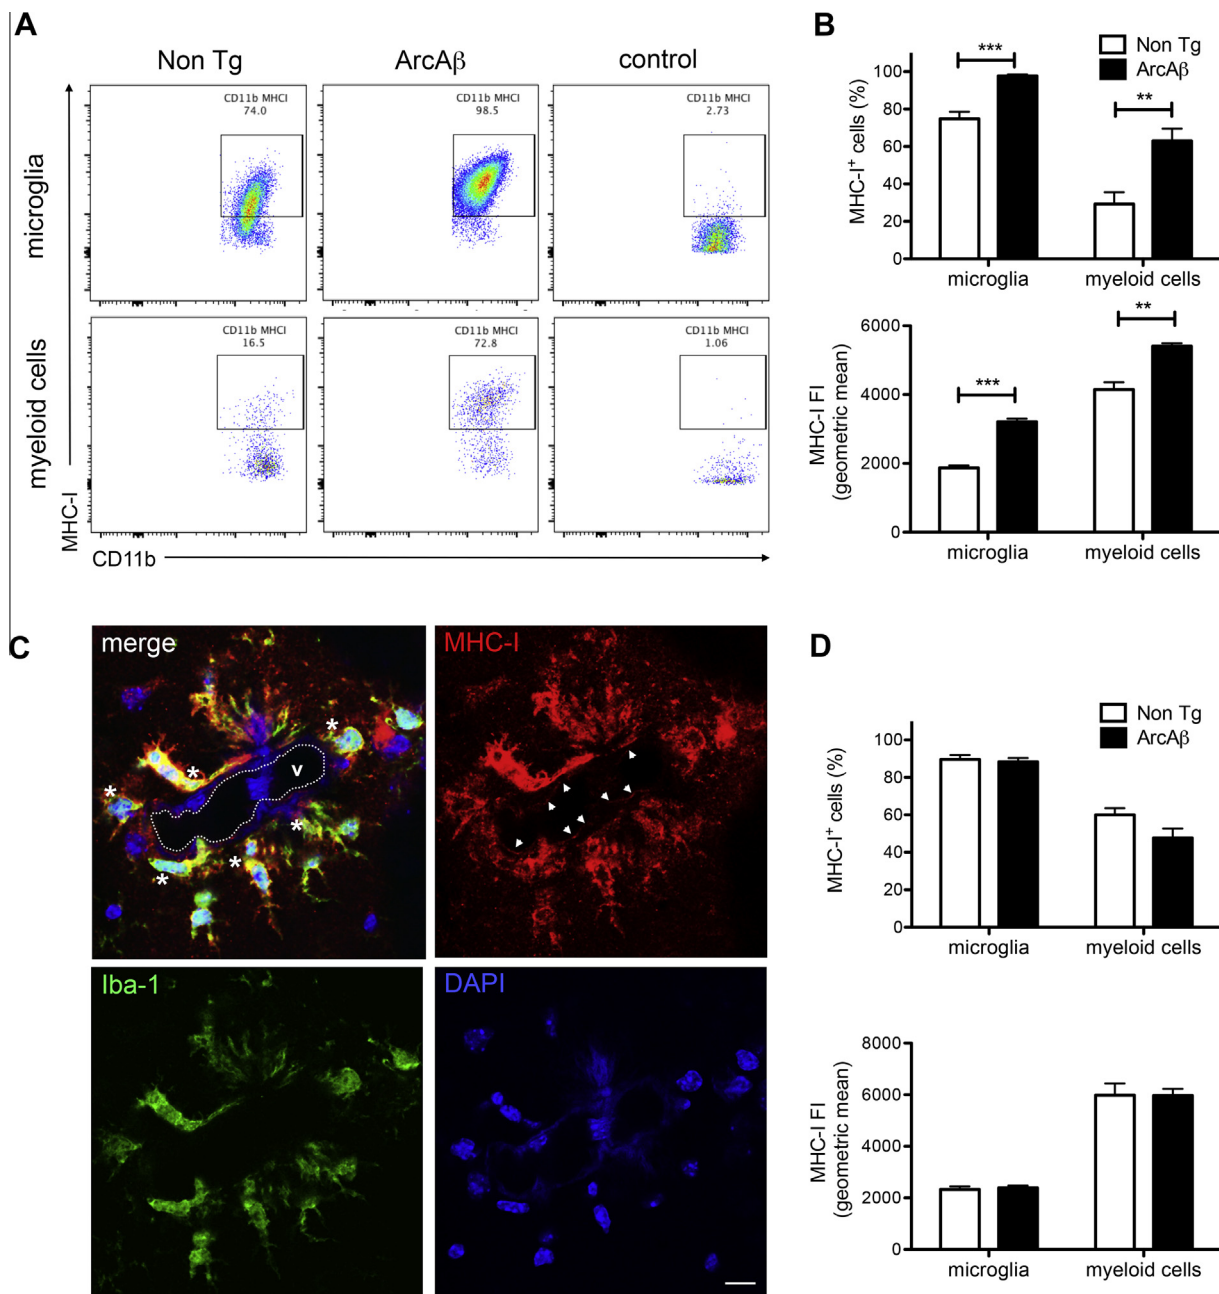 A
Non Tg
ArcAβ
control
microglia
CD11b MHCI
74.0
CD11b MHCI
98.5
CD11b MHCI
2.73
myeloid cells
CD11b MHCI
16.5
CD11b MHCI
72.8
CD11b MHCI
1.06
MHC-I
CD11b
B
Non Tg
ArcAβ
***
**
MHC-I+ cells (%)
100
80
60
40
20
0
microglia
myeloid cells
***
**
MHC-I FI
(geometric mean)
6000
4000
2000
0
microglia
myeloid cells
C
merge
*
*
*
*
*
*
v
MHC-I
Iba-1
DAPI
D
Non Tg
ArcAβ
MHC-I+ cells (%)
100
80
60
40
20
0
microglia
myeloid cells
MHC-I FI
(geometric mean)
8000
6000
4000
2000
0
microglia
myeloid cells